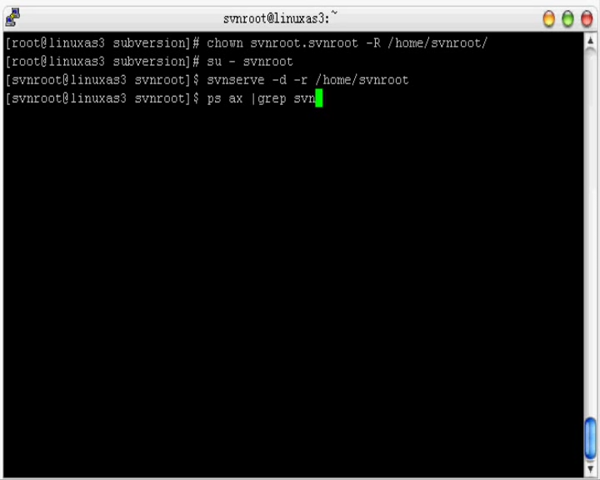 svnroot@linuxas3:~
[root@linuxas3 subversion]# chown svnroot.svnroot -R /home/svnroot/
[root@linuxas3 subversion]# su - svnroot
[svnroot@linuxas3 svnroot]$ svnserve -d -r /home/svnroot
[svnroot@linuxas3 svnroot]$ ps ax |grep svn